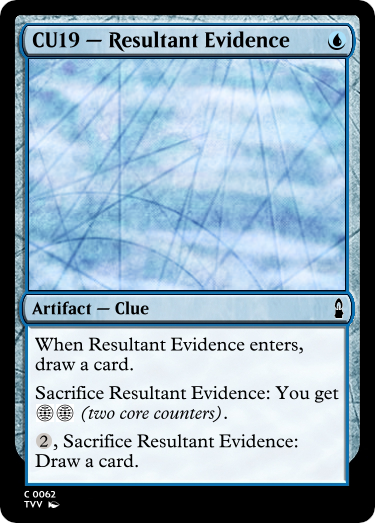 CU19 — Resultant Evidence
Artifact — Clue
When Resultant Evidence enters,
draw a card.
Sacrifice Resultant Evidence: You get
(two core counters).
2, Sacrifice Resultant Evidence:
Draw a card.
C 0062
TVV